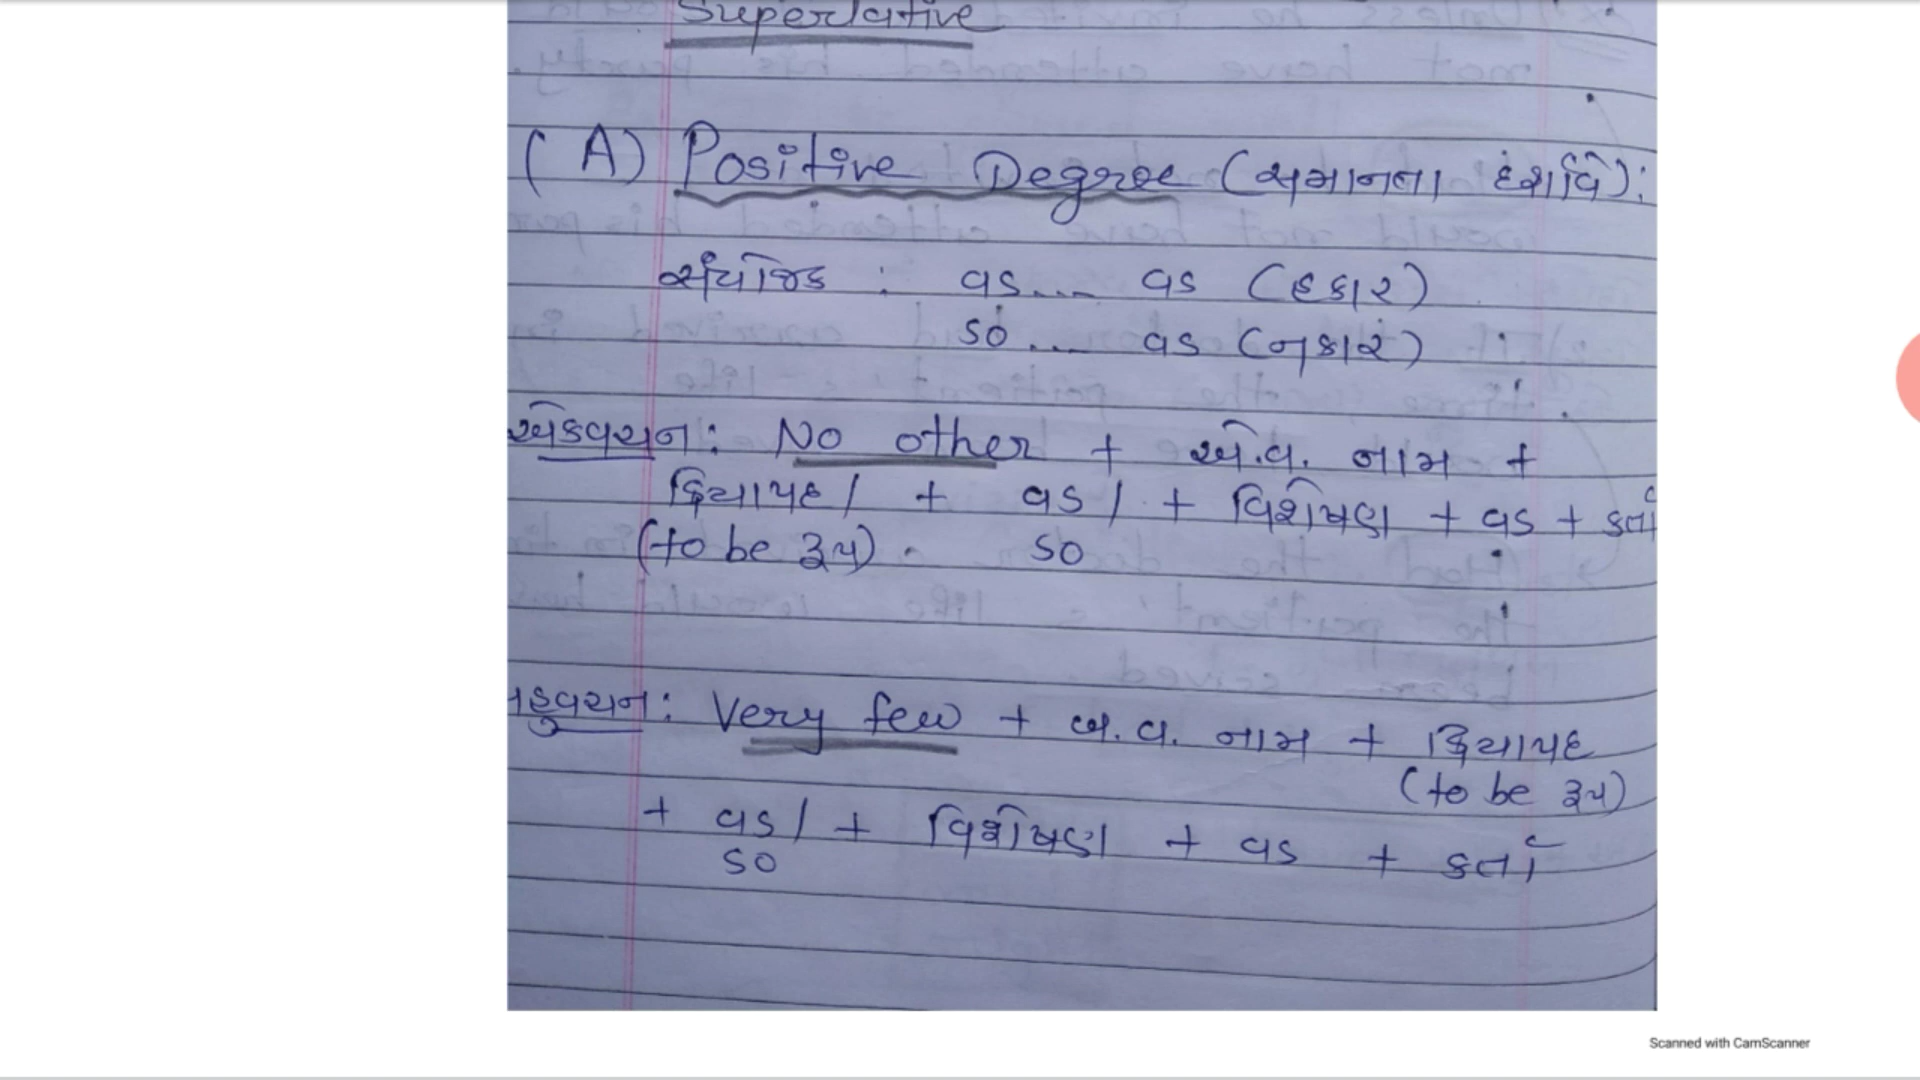 Superlative
(A) Positive Degree (સમાનતા દર્શાવે):
સંયોજક : as.... as (હકાર)
so.... as (નકાર)
એકવચન: No other + એ.વ. નામ +
ક્રિયાપદ/ + as/ + વિશેષણ + as + કર્તા
(to be રૂપ). so
બહુવચન: Very few + બ.વ. નામ + ક્રિયાપદ
(to be રૂપ)
+ as/ + વિશેષણ + as + કર્તા
so
Scanned with CamScanner